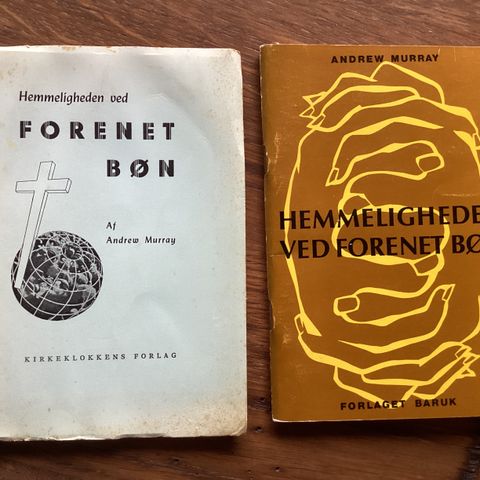 Hemmeligheden ved
FORENET
BØN
Af
Andrew Murray
KIRKEKLOKKENS FORLAG
ANDREW MURRAY
HEMMELIGHEDE
VED FORENET BØ
FORLAGET BARUK